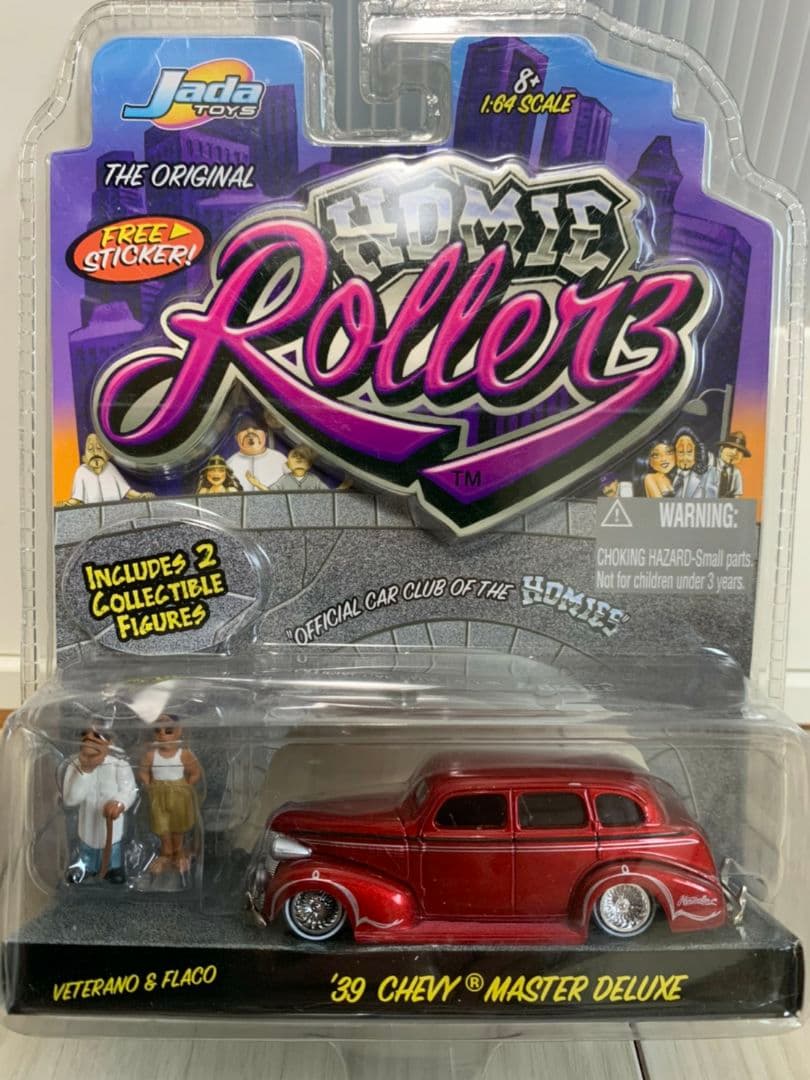 Jada
TOYS
8+
1:64 SCALE
THE ORIGINAL
FREE
STICKER!
HOMIE
Rollerz
TM
WARNING:
CHOKING HAZARD-Small parts.
Not for children under 3 years.
INCLUDES 2
COLLECTIBLE
FIGURES
"OFFICIAL CAR CLUB OF THE HOMIES"
VETERANO & FLACO
'39 CHEVY® MASTER DELUXE